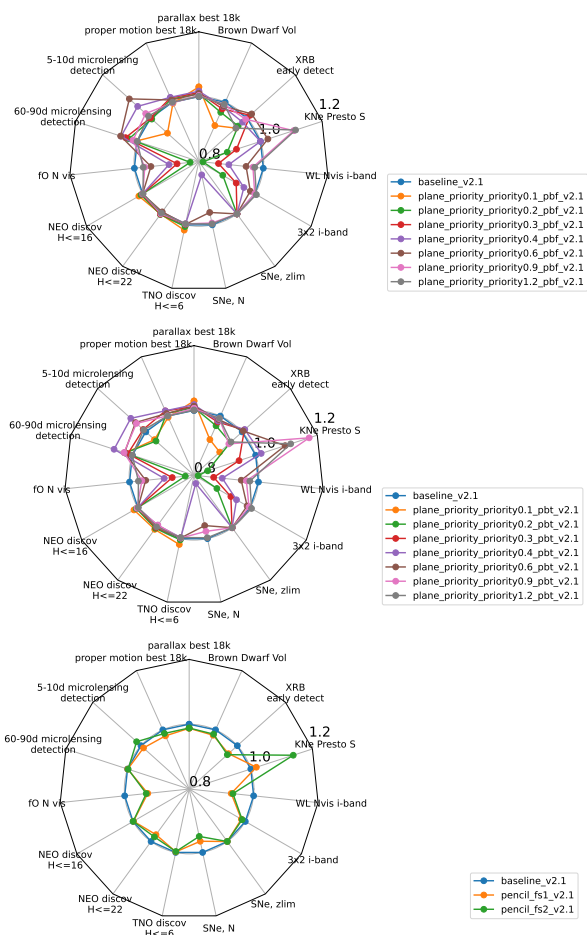 parallax best 18k
proper motion best 18k
Brown Dwarf Vol
5-10d microlensing
detection
XRB
early detect
1.2
60-90d microlensing
detection
KNe Presto S
1.0
0.8
fO N vis
WL Nvis i-band
NEO discov
H<=16
3x2 i-band
NEO discov
H<=22
SNe, zlim
TNO discov
H<=6
SNe, N
baseline_v2.1
plane_priority_priority0.1_pbf_v2.1
plane_priority_priority0.2_pbf_v2.1
plane_priority_priority0.3_pbf_v2.1
plane_priority_priority0.4_pbf_v2.1
plane_priority_priority0.6_pbf_v2.1
plane_priority_priority0.9_pbf_v2.1
plane_priority_priority1.2_pbf_v2.1
parallax best 18k
proper motion best 18k
Brown Dwarf Vol
5-10d microlensing
detection
XRB
early detect
1.2
60-90d microlensing
detection
KNe Presto S
1.0
0.8
fO N vis
WL Nvis i-band
NEO discov
H<=16
3x2 i-band
NEO discov
H<=22
SNe, zlim
TNO discov
H<=6
SNe, N
baseline_v2.1
plane_priority_priority0.1_pbt_v2.1
plane_priority_priority0.2_pbt_v2.1
plane_priority_priority0.3_pbt_v2.1
plane_priority_priority0.4_pbt_v2.1
plane_priority_priority0.6_pbt_v2.1
plane_priority_priority0.9_pbt_v2.1
plane_priority_priority1.2_pbt_v2.1
parallax best 18k
proper motion best 18k
Brown Dwarf Vol
5-10d microlensing
detection
XRB
early detect
1.2
60-90d microlensing
detection
KNe Presto S
1.0
0.8
fO N vis
WL Nvis i-band
NEO discov
H<=16
3x2 i-band
NEO discov
H<=22
SNe, zlim
TNO discov
H<=6
SNe, N
baseline_v2.1
pencil_fs1_v2.1
pencil_fs2_v2.1